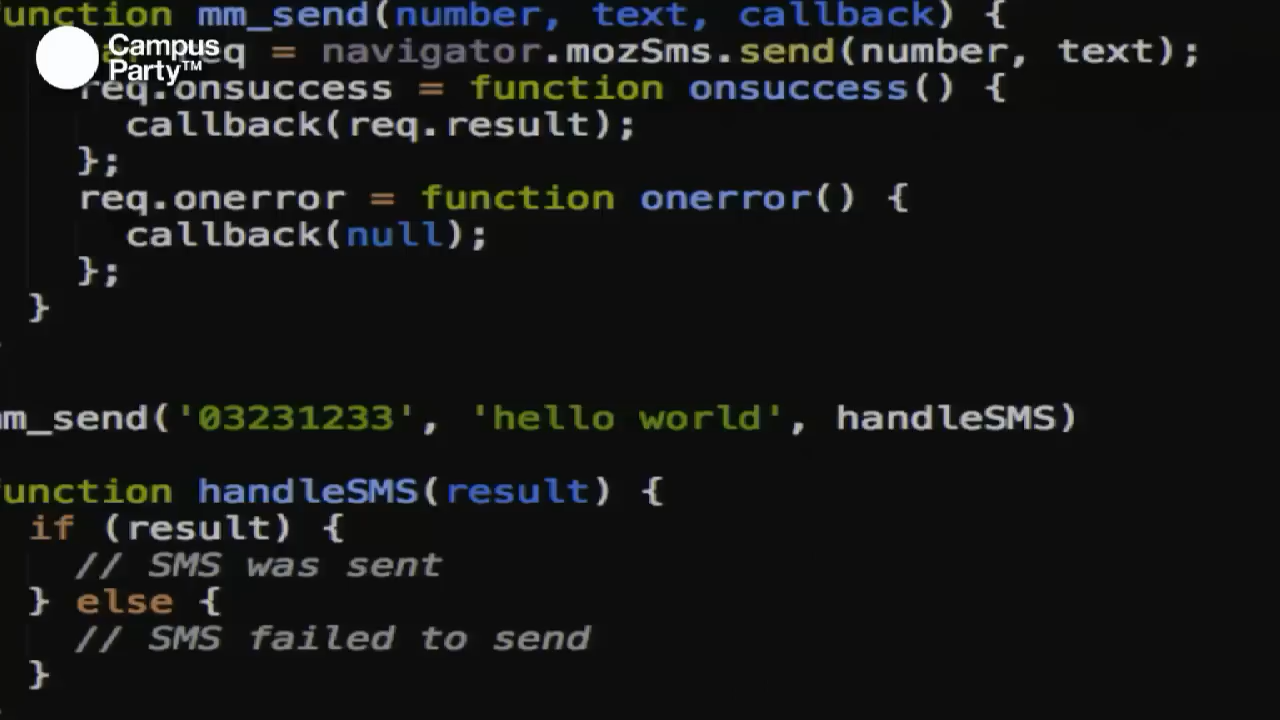 unction mm_send(number, text, callback) {
Campus
Party™
req = navigator.mozSms.send(number, text);
req.onsuccess = function onsuccess() {
callback(req.result);
};
req.onerror = function onerror() {
callback(null);
};
}
m_send('03231233', 'hello world', handleSMS)
unction handleSMS(result) {
if (result) {
// SMS was sent
} else {
// SMS failed to send
}